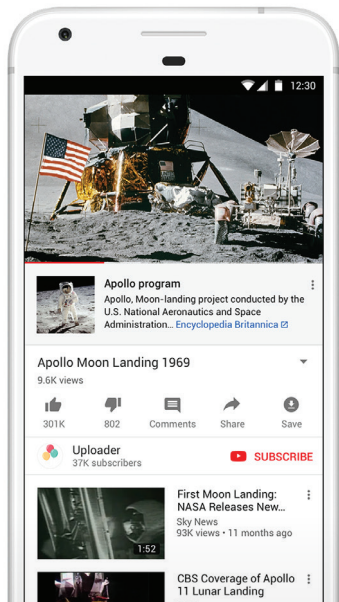 12:30
Apollo program
Apollo, Moon-landing project conducted by the
U.S. National Aeronautics and Space
Administration... Encyclopedia Britannica
Apollo Moon Landing 1969
9.6K views
301K
802
Comments
Share
Save
Uploader
37K subscribers
SUBSCRIBE
First Moon Landing:
NASA Releases New...
Sky News
93K views • 11 months ago
1:52
CBS Coverage of Apollo
11 Lunar Landing